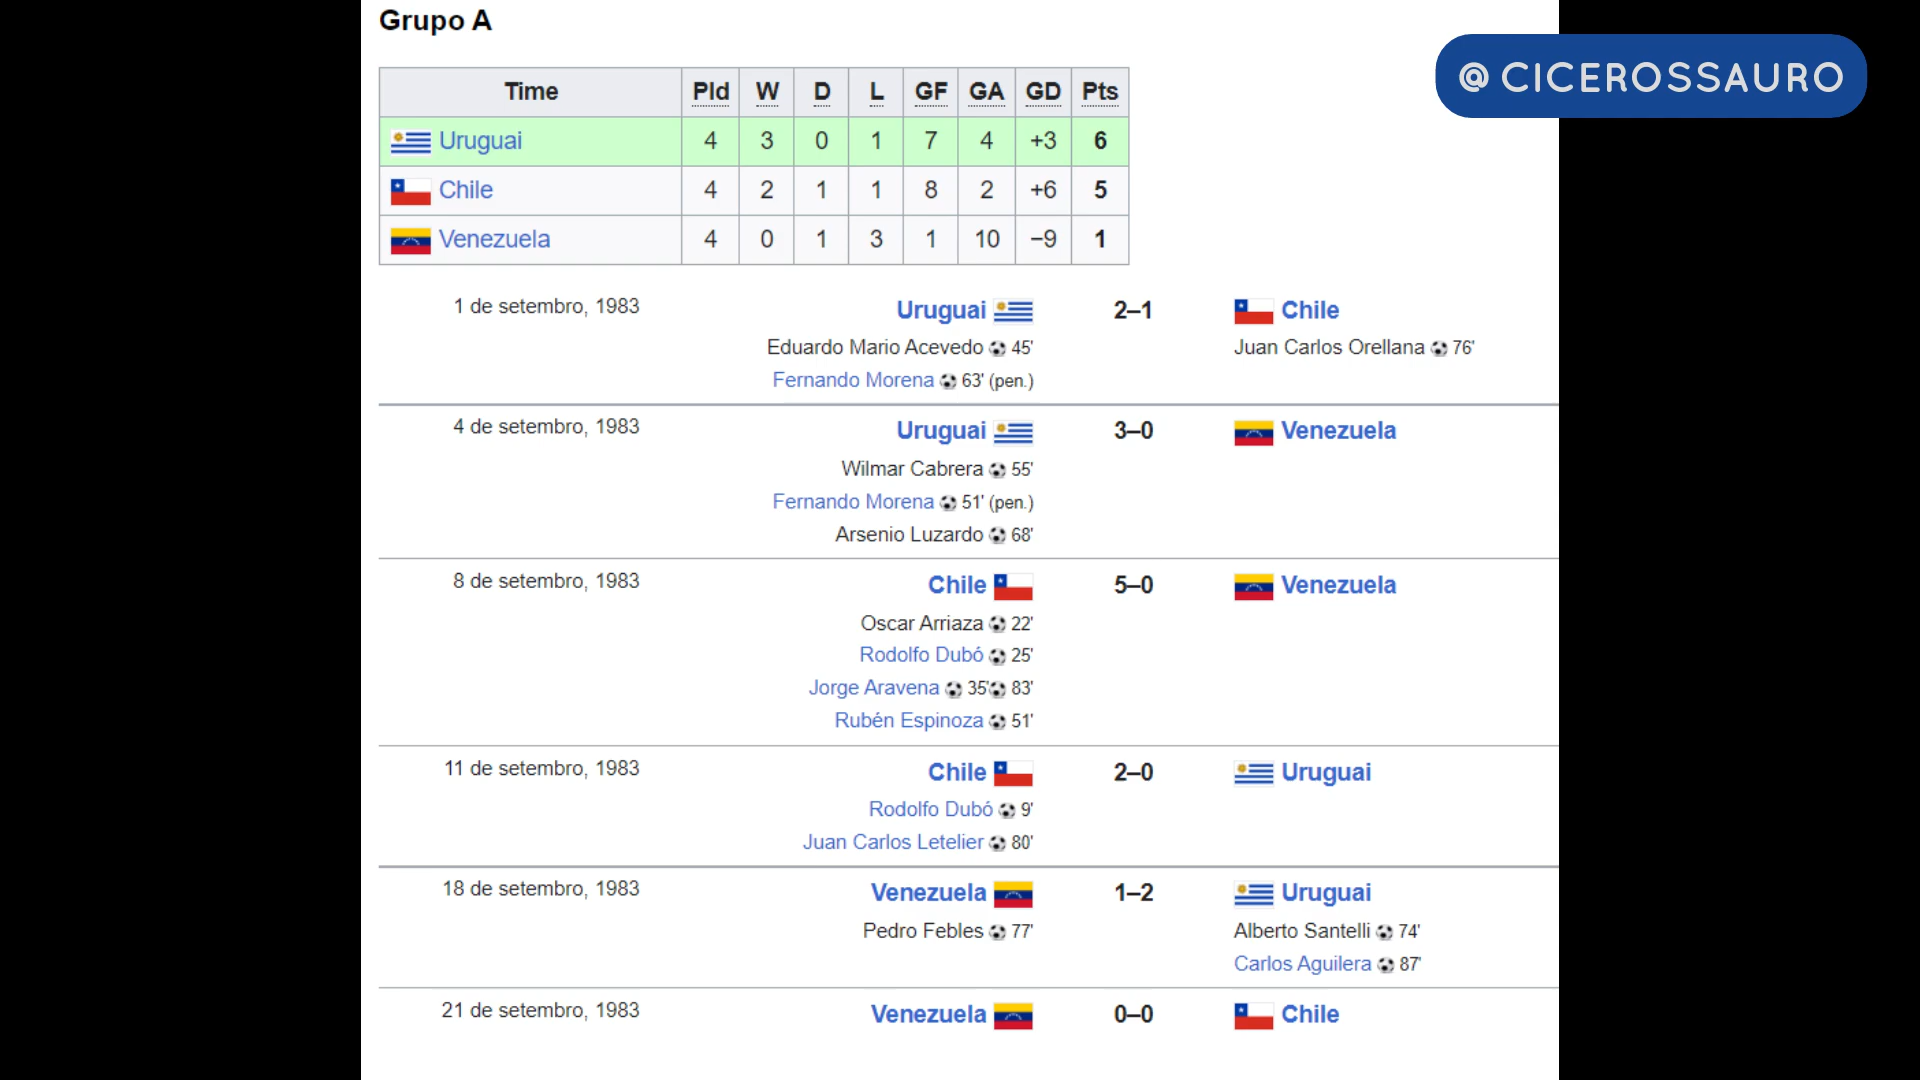 Grupo A
@CICEROSSAURO
Time Pld W D L GF GA GD Pts
Uruguai 4 3 0 1 7 4 +3 6
Chile 4 2 1 1 8 2 +6 5
Venezuela 4 0 1 3 1 10 −9 1
1 de setembro, 1983 Uruguai 2–1 Chile
Eduardo Mario Acevedo 45' Juan Carlos Orellana 76'
Fernando Morena 63' (pen.)
4 de setembro, 1983 Uruguai 3–0 Venezuela
Wilmar Cabrera 55'
Fernando Morena 51' (pen.)
Arsenio Luzardo 68'
8 de setembro, 1983 Chile 5–0 Venezuela
Oscar Arriaza 22'
Rodolfo Dubó 25'
Jorge Aravena 35' 83'
Rubén Espinoza 51'
11 de setembro, 1983 Chile 2–0 Uruguai
Rodolfo Dubó 9'
Juan Carlos Letelier 80'
18 de setembro, 1983 Venezuela 1–2 Uruguai
Pedro Febles 77' Alberto Santelli 74'
Carlos Aguilera 87'
21 de setembro, 1983 Venezuela 0–0 Chile